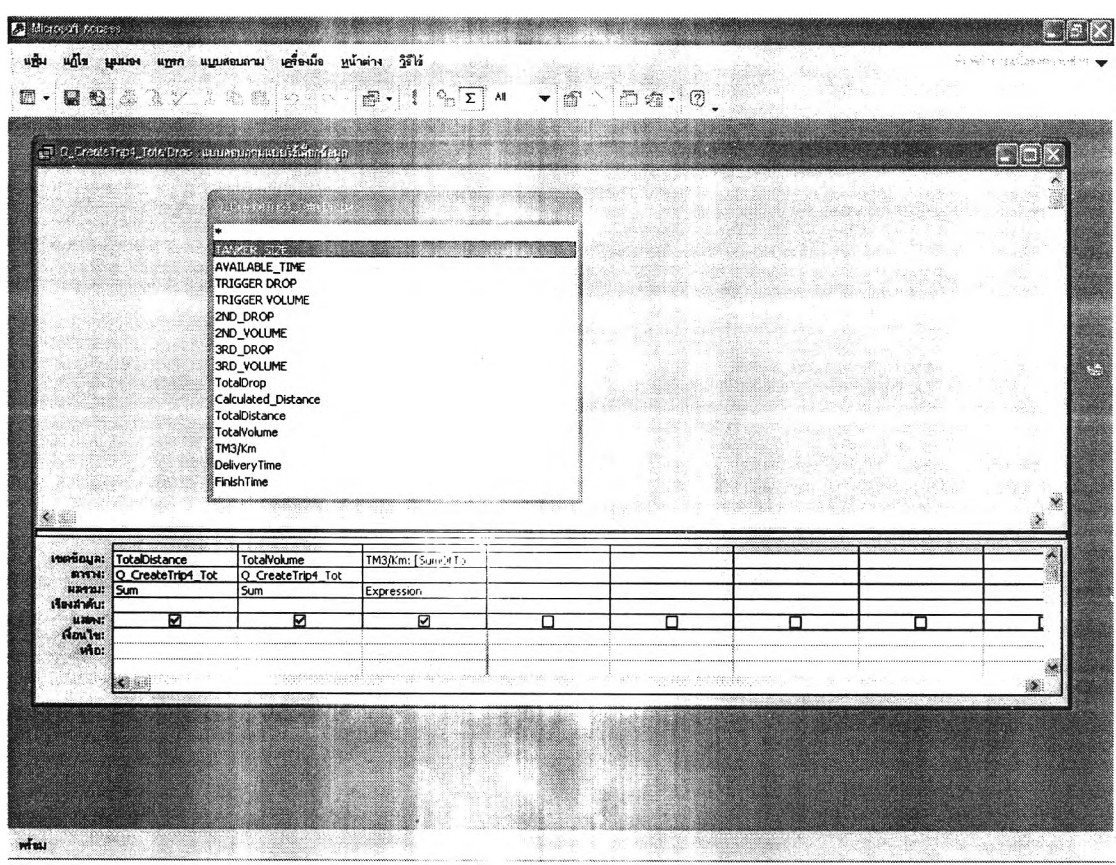 Microsoft Access
แฟ้ม แก้ไข มุมมอง แทรก แบบสอบถาม เครื่องมือ หน้าต่าง วิธีใช้
Σ All
Q_CreateTrip4_TotalDrop : แบบสอบถามแบบใช้เลือกข้อมูล
*
TANKER_SIZE
AVAILABLE_TIME
TRIGGER DROP
TRIGGER VOLUME
2ND_DROP
2ND_VOLUME
3RD_DROP
3RD_VOLUME
TotalDrop
Calculated_Distance
TotalDistance
TotalVolume
TM3/Km
DeliveryTime
FinishTime
เขตข้อมูล: TotalDistance TotalVolume TM3/Km: [SumOfTo
ตาราง: Q_CreateTrip4_Tot Q_CreateTrip4_Tot
ผลรวม: Sum Sum Expression
เรียงลำดับ:
แสดง:
เงื่อนไข:
หรือ:
พร้อม